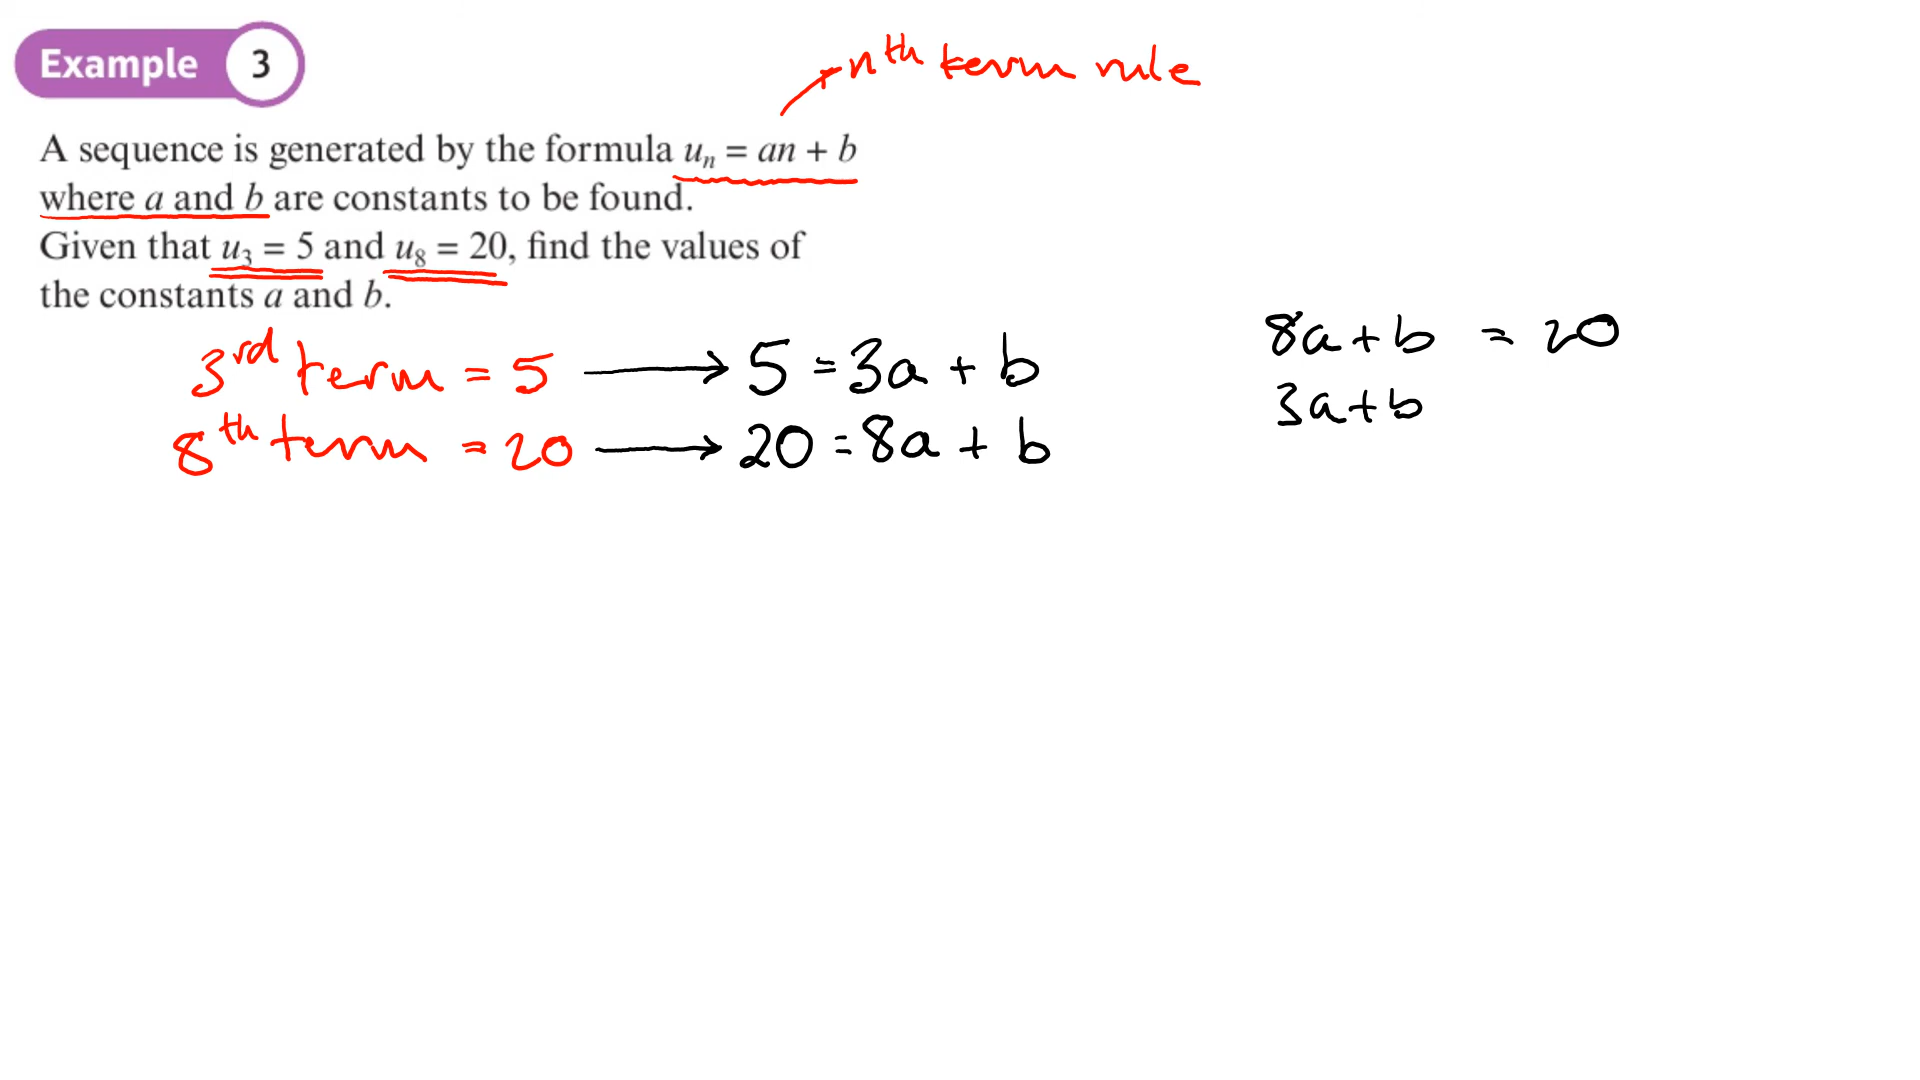 Example 3
nᵗʰ term rule
A sequence is generated by the formula uₙ = an + b
where a and b are constants to be found.
Given that u₃ = 5 and u₈ = 20, find the values of
the constants a and b.
3ʳᵈ term = 5 → 5 = 3a + b
8ᵗʰ term = 20 → 20 = 8a + b
8a + b = 20
3a + b